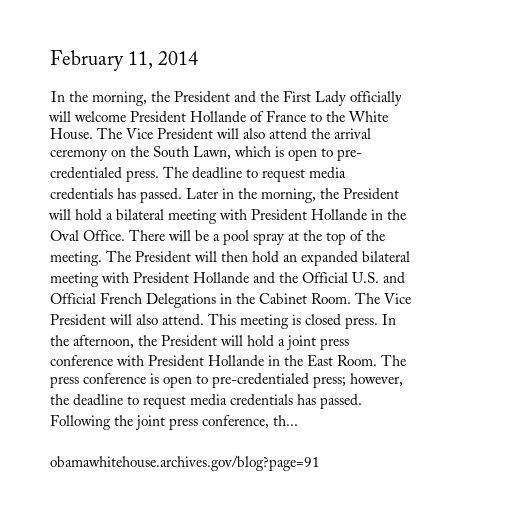 February 11, 2014
In the morning, the President and the First Lady officially
will welcome President Hollande of France to the White
House. The Vice President will also attend the arrival
ceremony on the South Lawn, which is open to pre-
credentialed press. The deadline to request media
credentials has passed. Later in the morning, the President
will hold a bilateral meeting with President Hollande in the
Oval Office. There will be a pool spray at the top of the
meeting. The President will then hold an expanded bilateral
meeting with President Hollande and the Official U.S. and
Official French Delegations in the Cabinet Room. The Vice
President will also attend. This meeting is closed press. In
the afternoon, the President will hold a joint press
conference with President Hollande in the East Room. The
press conference is open to pre-credentialed press; however,
the deadline to request media credentials has passed.
Following the joint press conference, th...
obamawhitehouse.archives.gov/blog?page=91